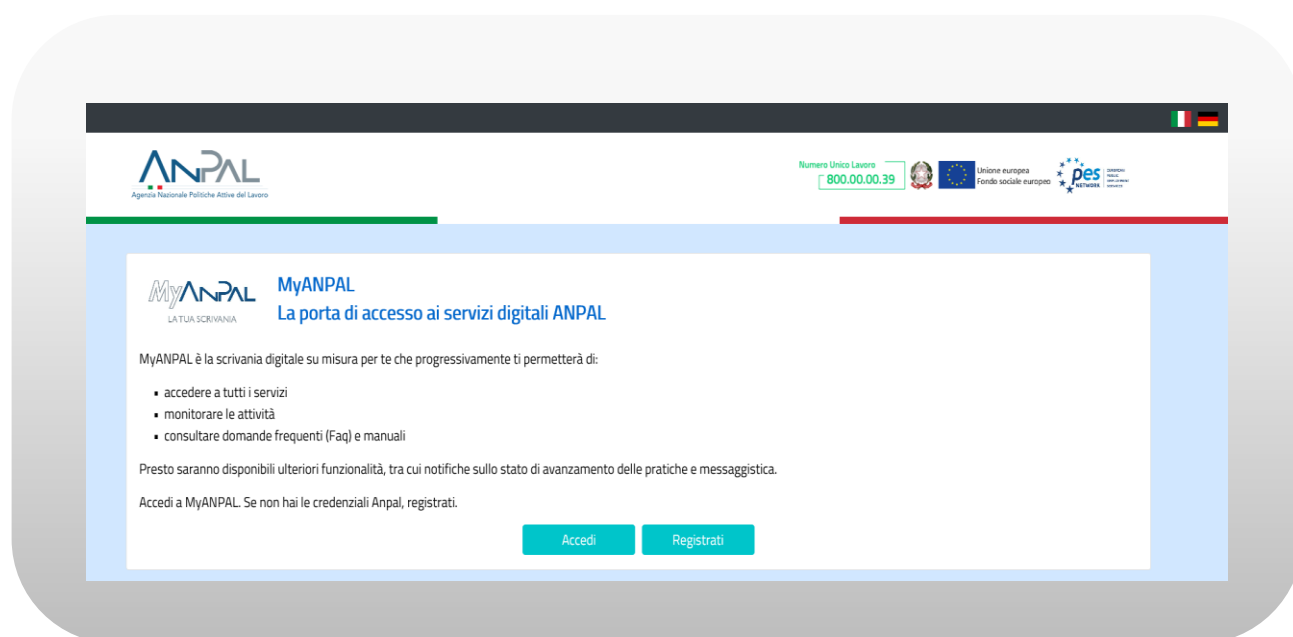 ANPAL
Agenzia Nazionale Politiche Attive del Lavoro
Numero Unico Lavoro
800.00.00.39
Unione europea
Fondo sociale europeo
pes
NETWORK
MyANPAL
LA TUA SCRIVANIA
MyANPAL
La porta di accesso ai servizi digitali ANPAL
MyANPAL è la scrivania digitale su misura per te che progressivamente ti permetterà di:
▪ accedere a tutti i servizi
▪ monitorare le attività
▪ consultare domande frequenti (Faq) e manuali
Presto saranno disponibili ulteriori funzionalità, tra cui notifiche sullo stato di avanzamento delle pratiche e messaggistica.
Accedi a MyANPAL. Se non hai le credenziali Anpal, registrati.
Accedi
Registrati